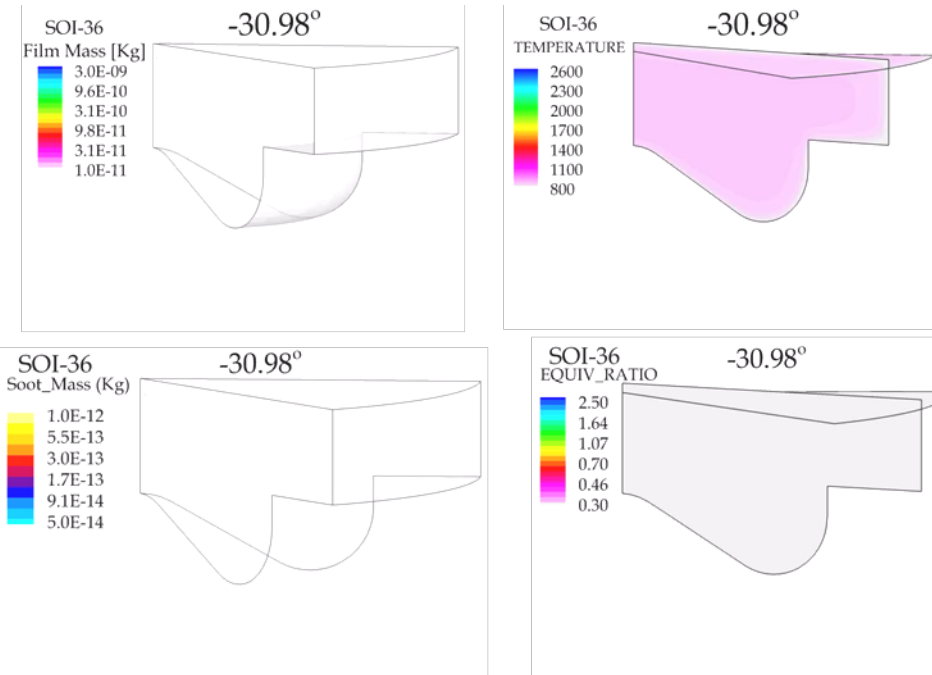 SOI-36
-30.98°
Film Mass [Kg]
3.0E-09
9.6E-10
3.1E-10
9.8E-11
3.1E-11
1.0E-11
SOI-36
-30.98°
TEMPERATURE
2600
2300
2000
1700
1400
1100
800
SOI-36
-30.98°
Soot_Mass (Kg)
1.0E-12
5.5E-13
3.0E-13
1.7E-13
9.1E-14
5.0E-14
SOI-36
-30.98°
EQUIV_RATIO
2.50
1.64
1.07
0.70
0.46
0.30